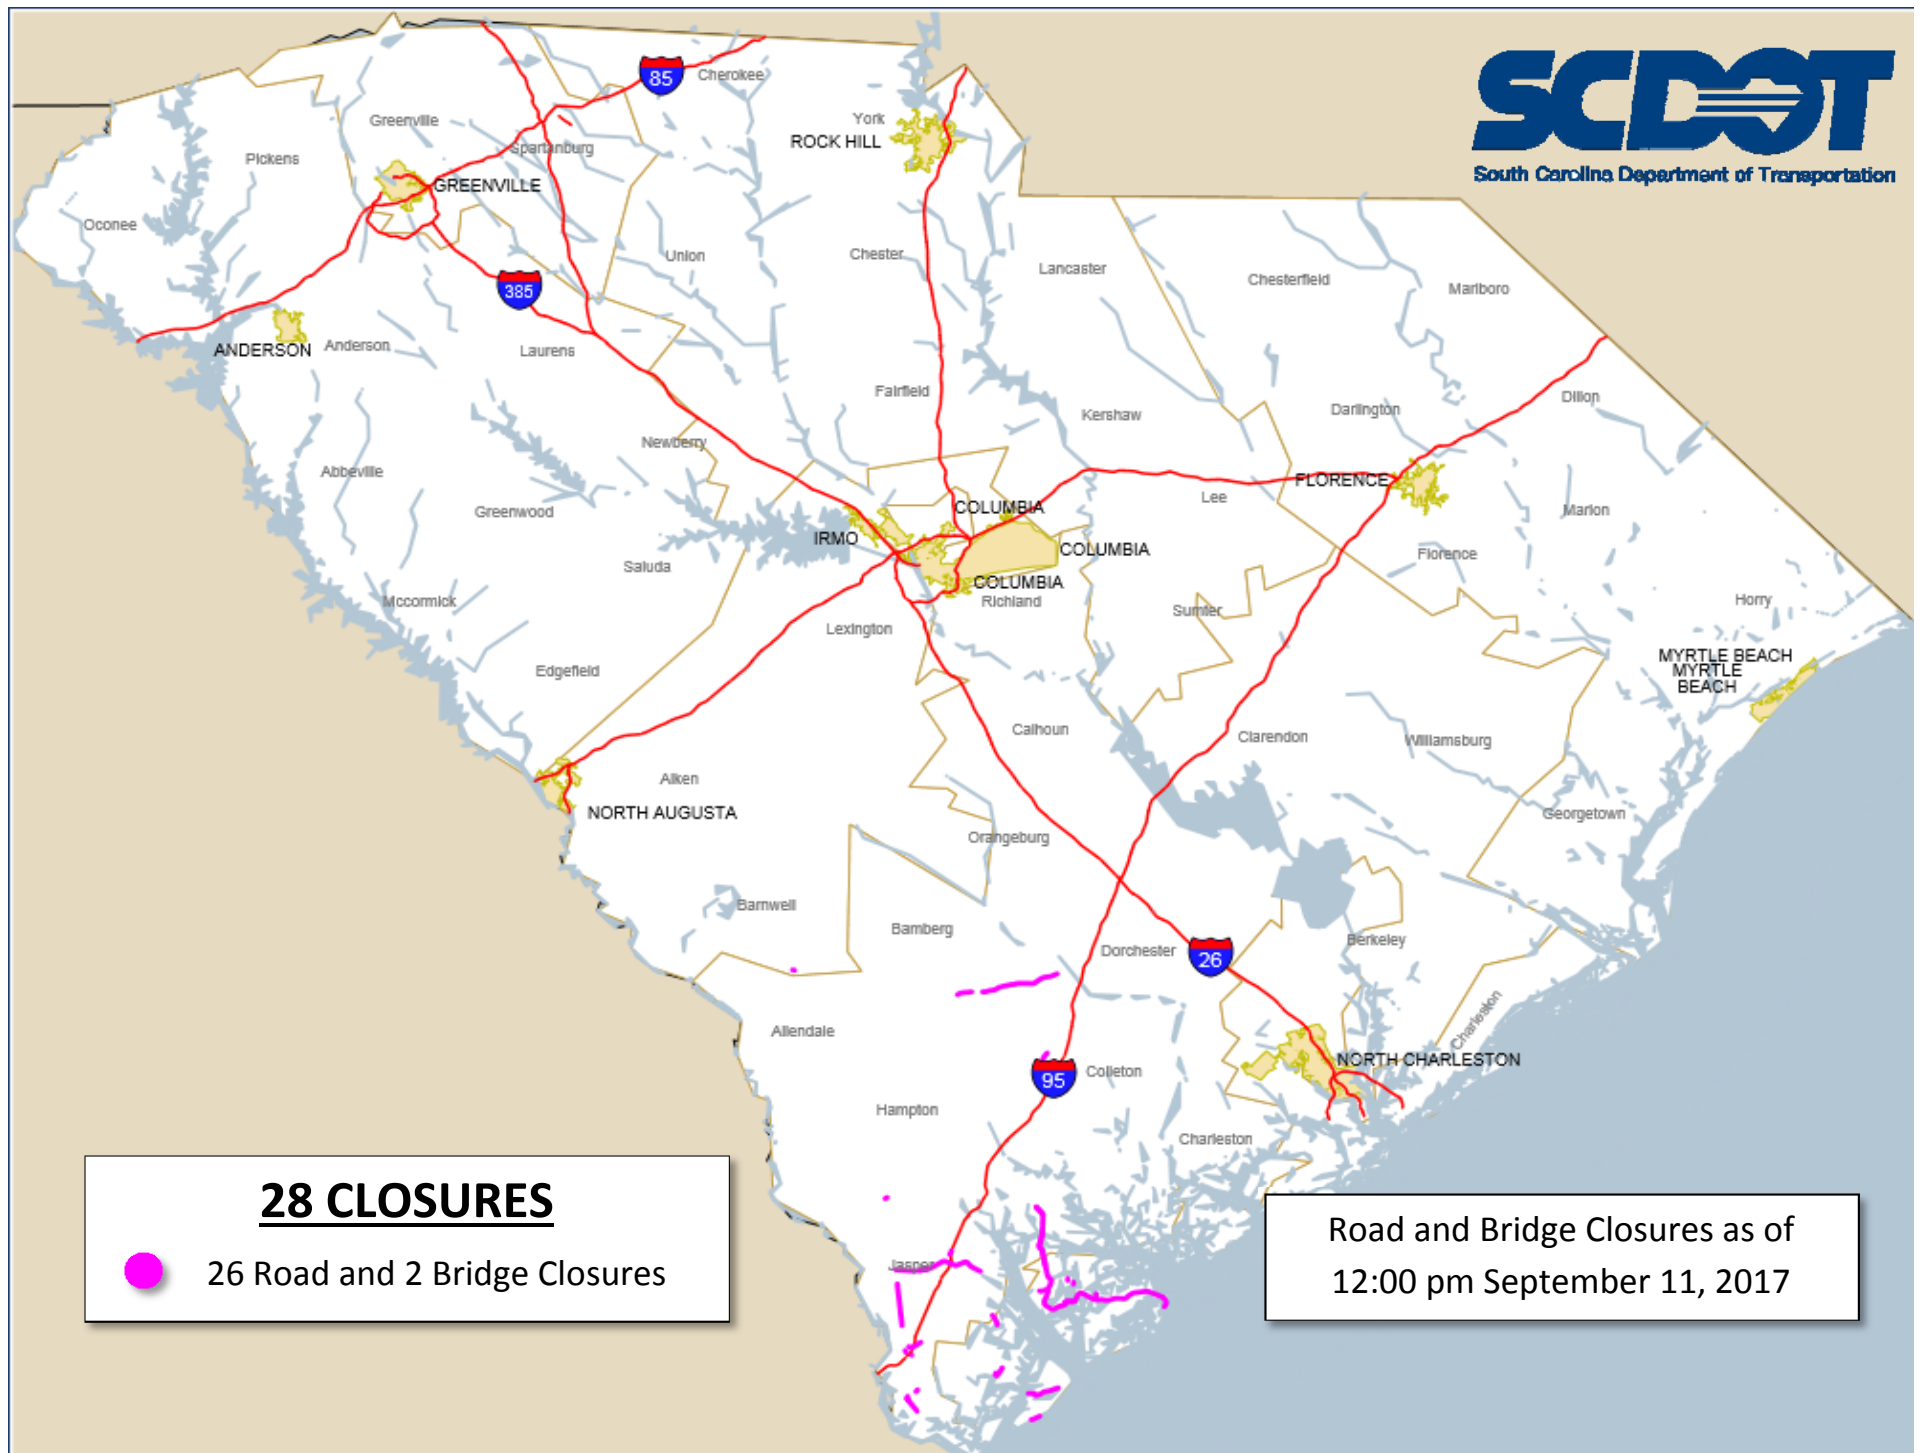 SCDOT
South Carolina Department of Transportation
85
Cherokee
York
ROCK HILL
Greenville
Spartanburg
Pickens
GREENVILLE
Oconee
Union
Chester
Lancaster
Chesterfield
Marlboro
385
ANDERSON
Anderson
Laurens
Fairfield
Kershaw
Darlington
Dillon
Newberry
Abbeville
Greenwood
FLORENCE
Lee
Marion
COLUMBIA
IRMO
COLUMBIA
Florence
Saluda
COLUMBIA
Richland
Mccormick
Sumter
Horry
Lexington
Edgefield
MYRTLE BEACH
MYRTLE
BEACH
Calhoun
Clarendon
Williamsburg
Aiken
NORTH AUGUSTA
Orangeburg
Georgetown
Barnwell
Bamberg
Dorchester
26
Berkeley
Charleston
Allendale
NORTH CHARLESTON
95
Colleton
Hampton
Charleston
Jasper
28 CLOSURES
26 Road and 2 Bridge Closures
Road and Bridge Closures as of
12:00 pm September 11, 2017